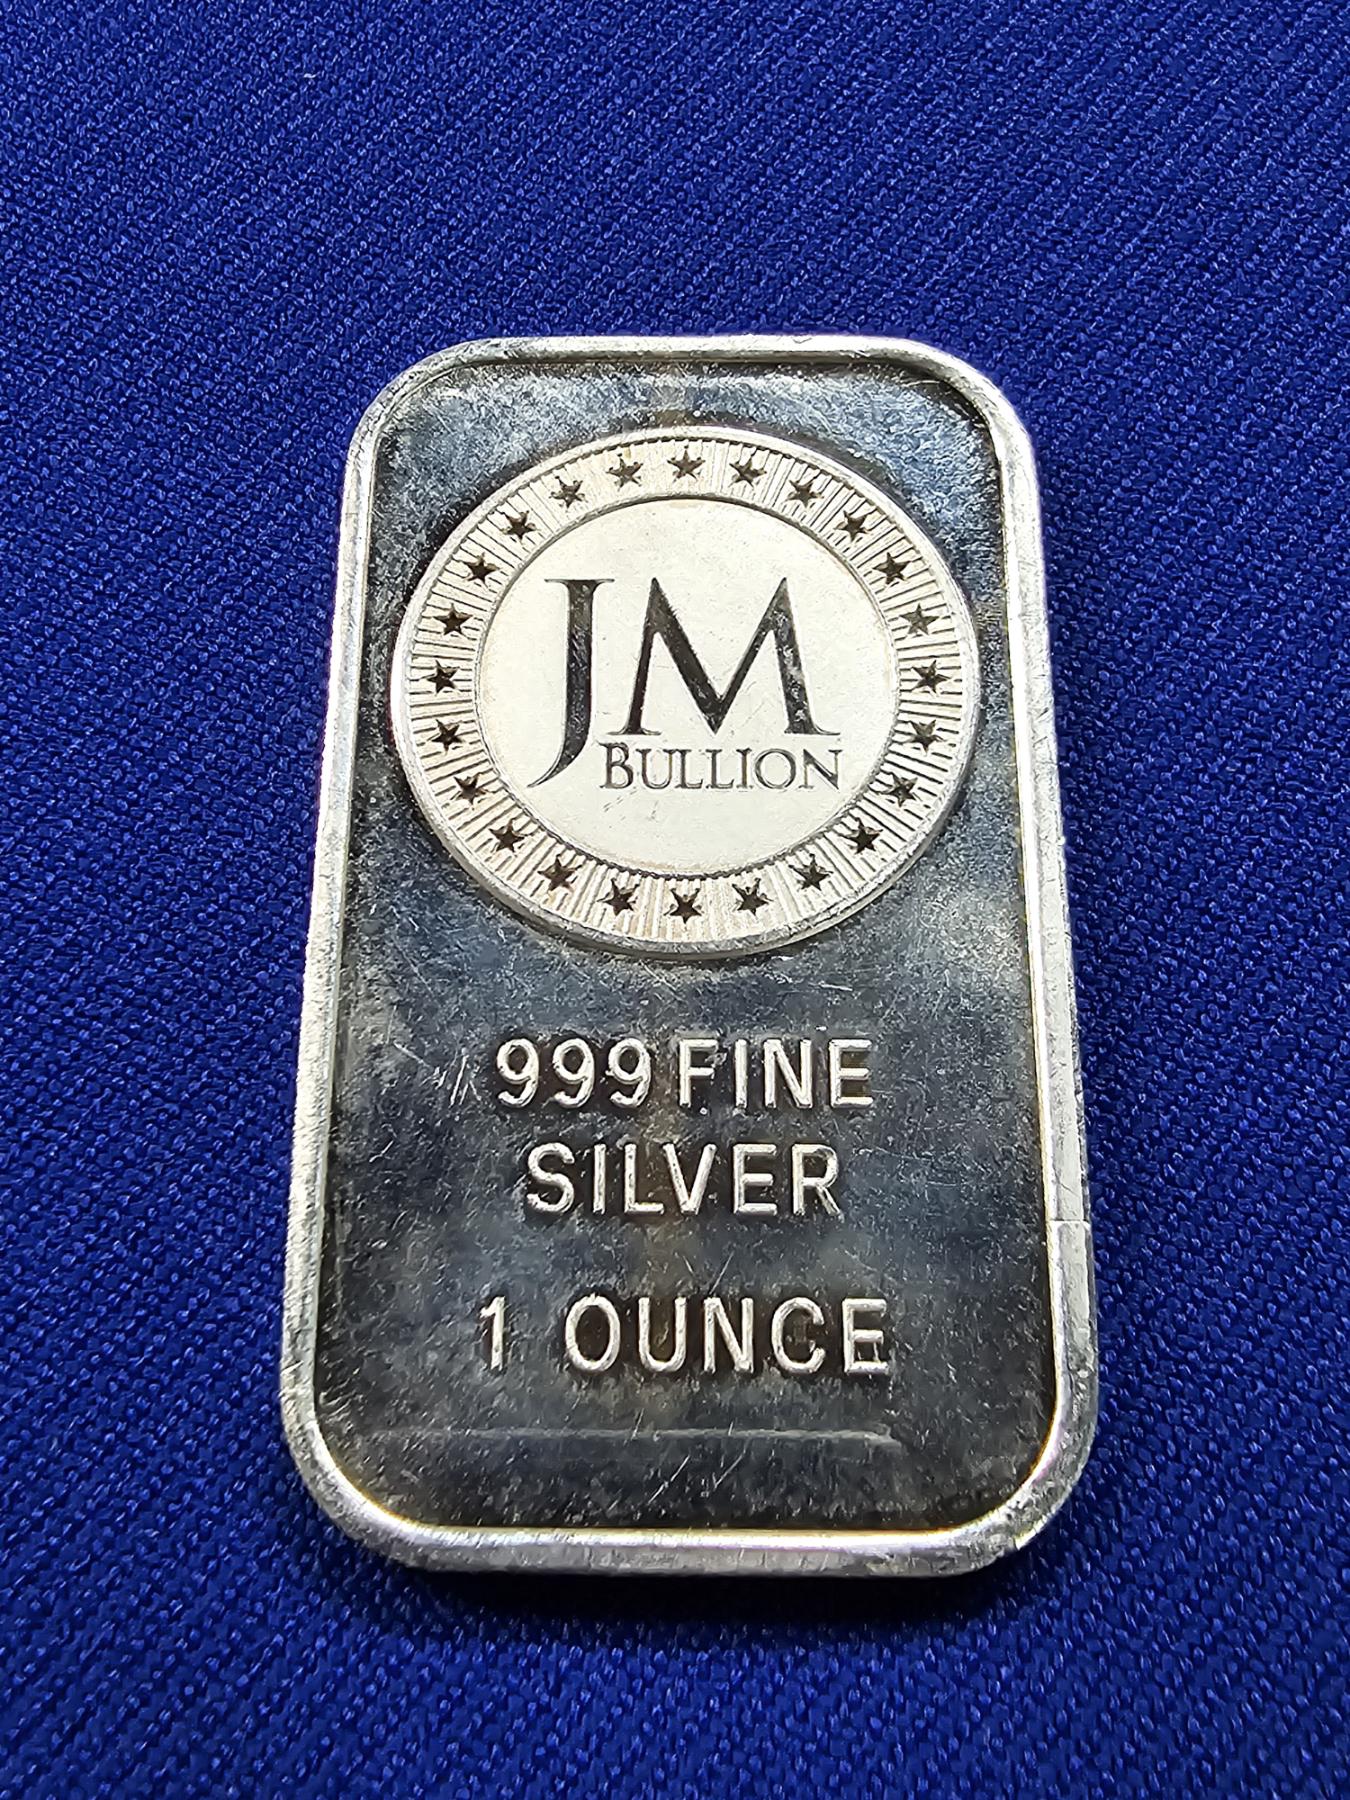 JM
BULLION
999 FINE
SILVER
1 OUNCE